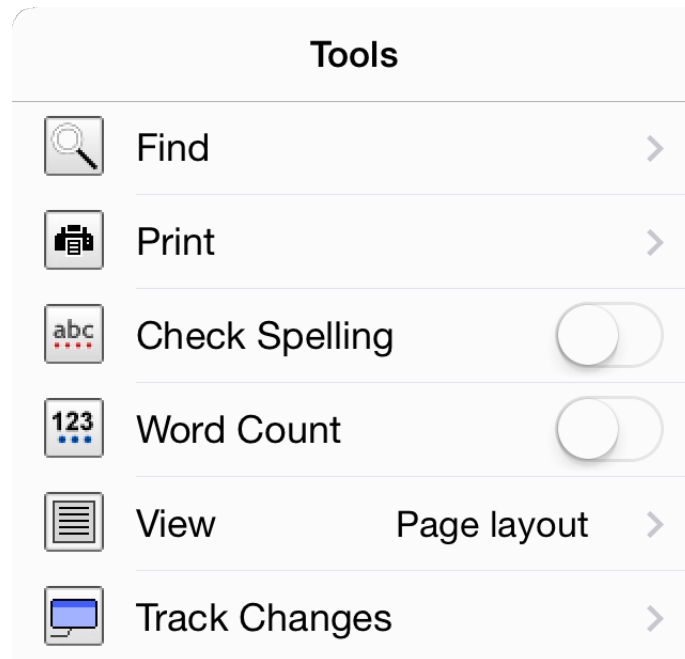 Tools
Find
Print
abc Check Spelling
123 Word Count
View Page layout
Track Changes